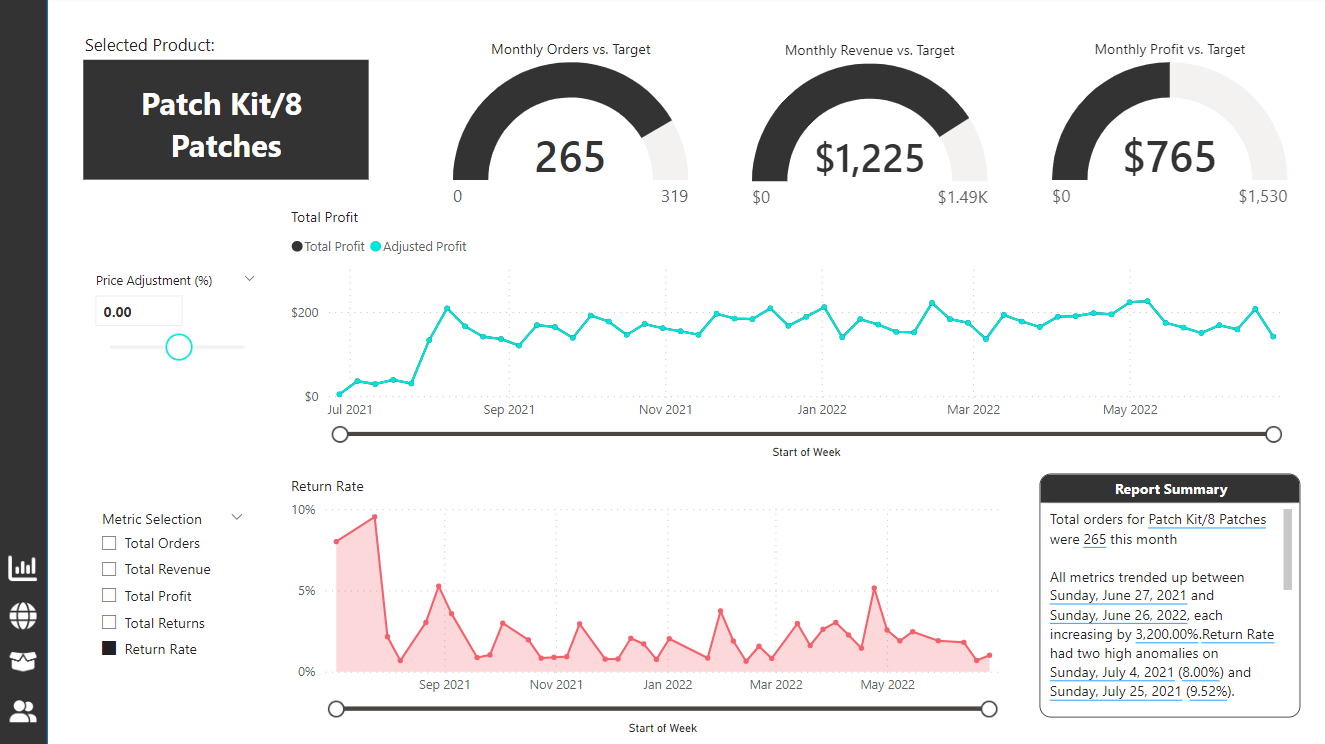 Selected Product:
Patch Kit/8
Patches
Monthly Orders vs. Target
265
0
319
Monthly Revenue vs. Target
$1,225
$0
$1.49K
Monthly Profit vs. Target
$765
$0
$1,530
Total Profit
Total Profit Adjusted Profit
Price Adjustment (%)
0.00
$200
$0
Jul 2021 Sep 2021 Nov 2021 Jan 2022 Mar 2022 May 2022
Start of Week
Metric Selection
Total Orders
Total Revenue
Total Profit
Total Returns
Return Rate
Return Rate
10%
5%
0%
Sep 2021 Nov 2021 Jan 2022 Mar 2022 May 2022
Start of Week
Report Summary
Total orders for Patch Kit/8 Patches
were 265 this month
All metrics trended up between
Sunday, June 27, 2021 and
Sunday, June 26, 2022, each
increasing by 3,200.00%.Return Rate
had two high anomalies on
Sunday, July 4, 2021 (8.00%) and
Sunday, July 25, 2021 (9.52%).